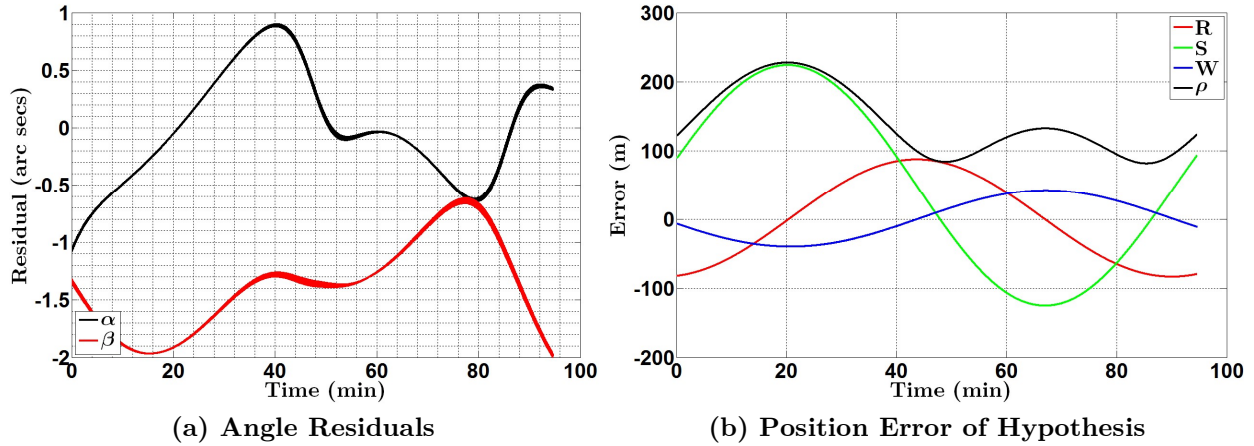 1
0.5
0
-0.5
-1
-1.5
-2
Residual (arc secs)
α
β
0 20 40 60 80 100
Time (min)
(a) Angle Residuals
300
200
100
0
-100
-200
Error (m)
R
S
W
ρ
0 20 40 60 80 100
Time (min)
(b) Position Error of Hypothesis